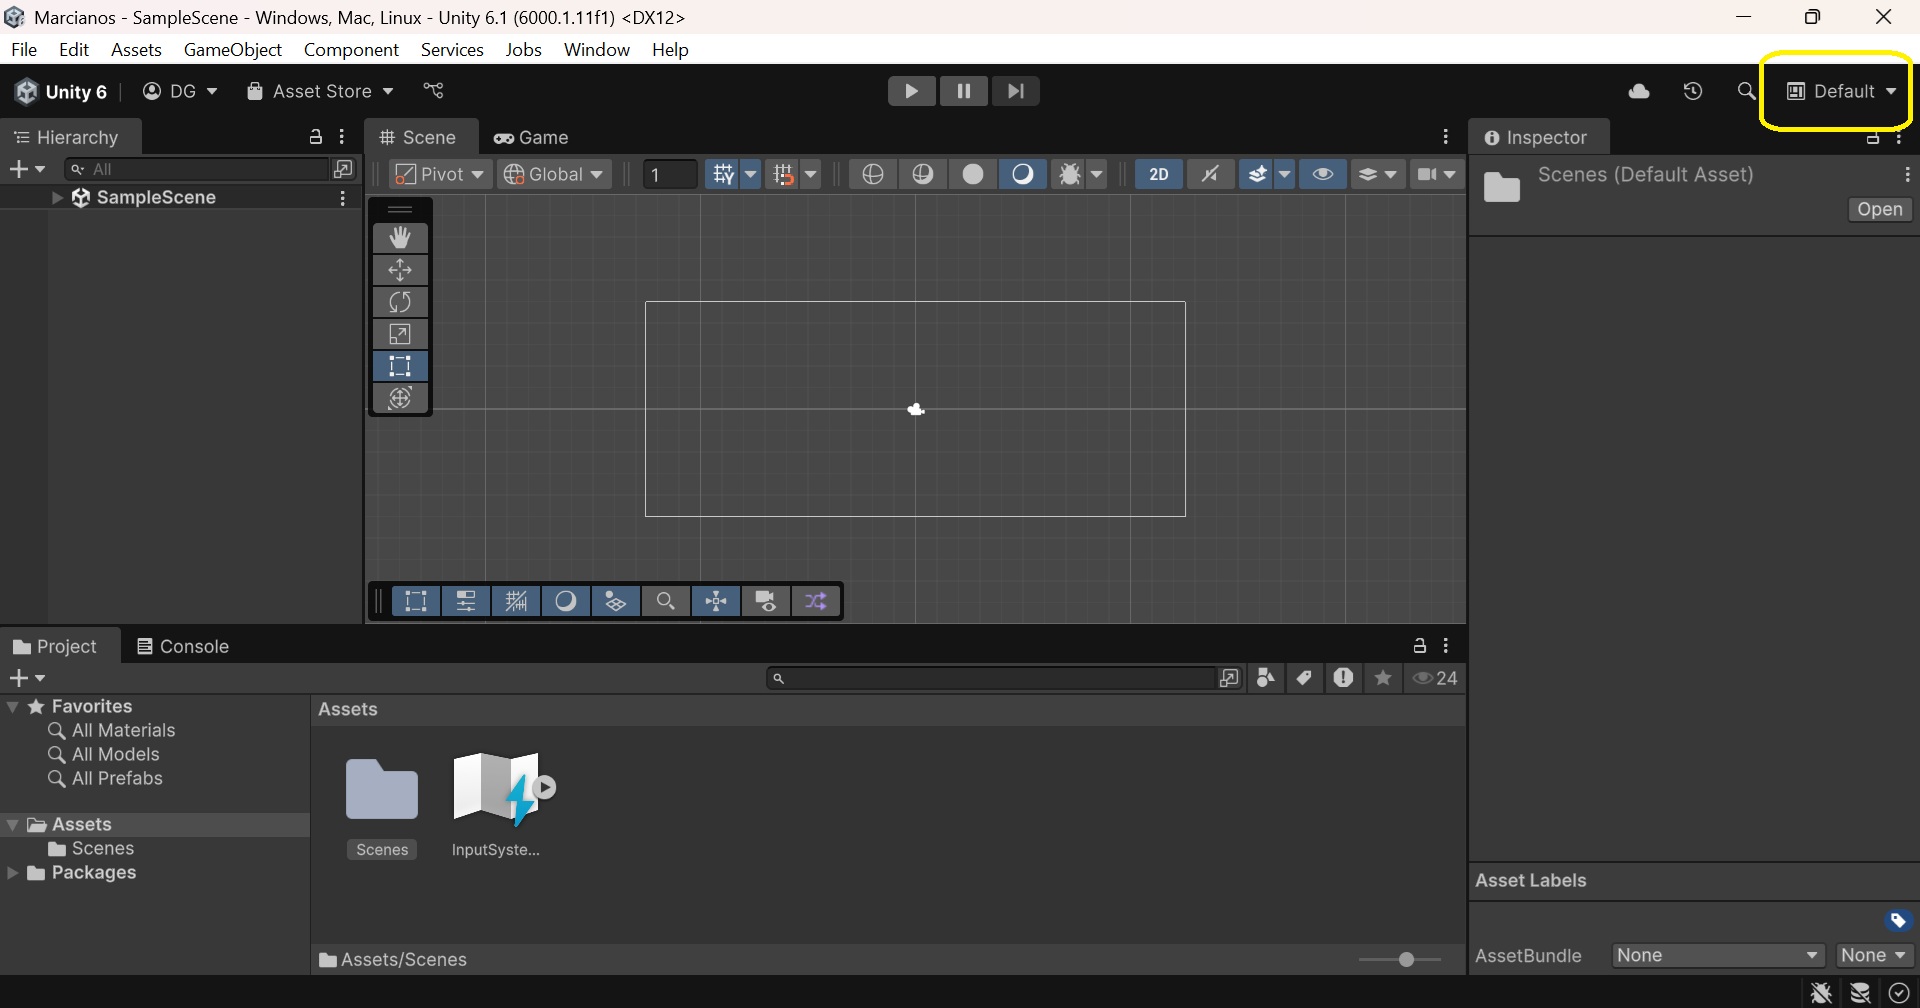 Marcianos - SampleScene - Windows, Mac, Linux - Unity 6.1 (6000.1.11f1) <DX12>
File Edit Assets GameObject Component Services Jobs Window Help
Unity 6 DG Asset Store Default
Hierarchy
Scene Game
Inspector
All
Pivot Global 1 2D
Scenes (Default Asset)
Open
SampleScene
Project Console
24
Favorites
All Materials
All Models
All Prefabs
Assets
Scenes
Packages
Assets
Scenes InputSyste...
Assets/Scenes
Asset Labels
AssetBundle None None